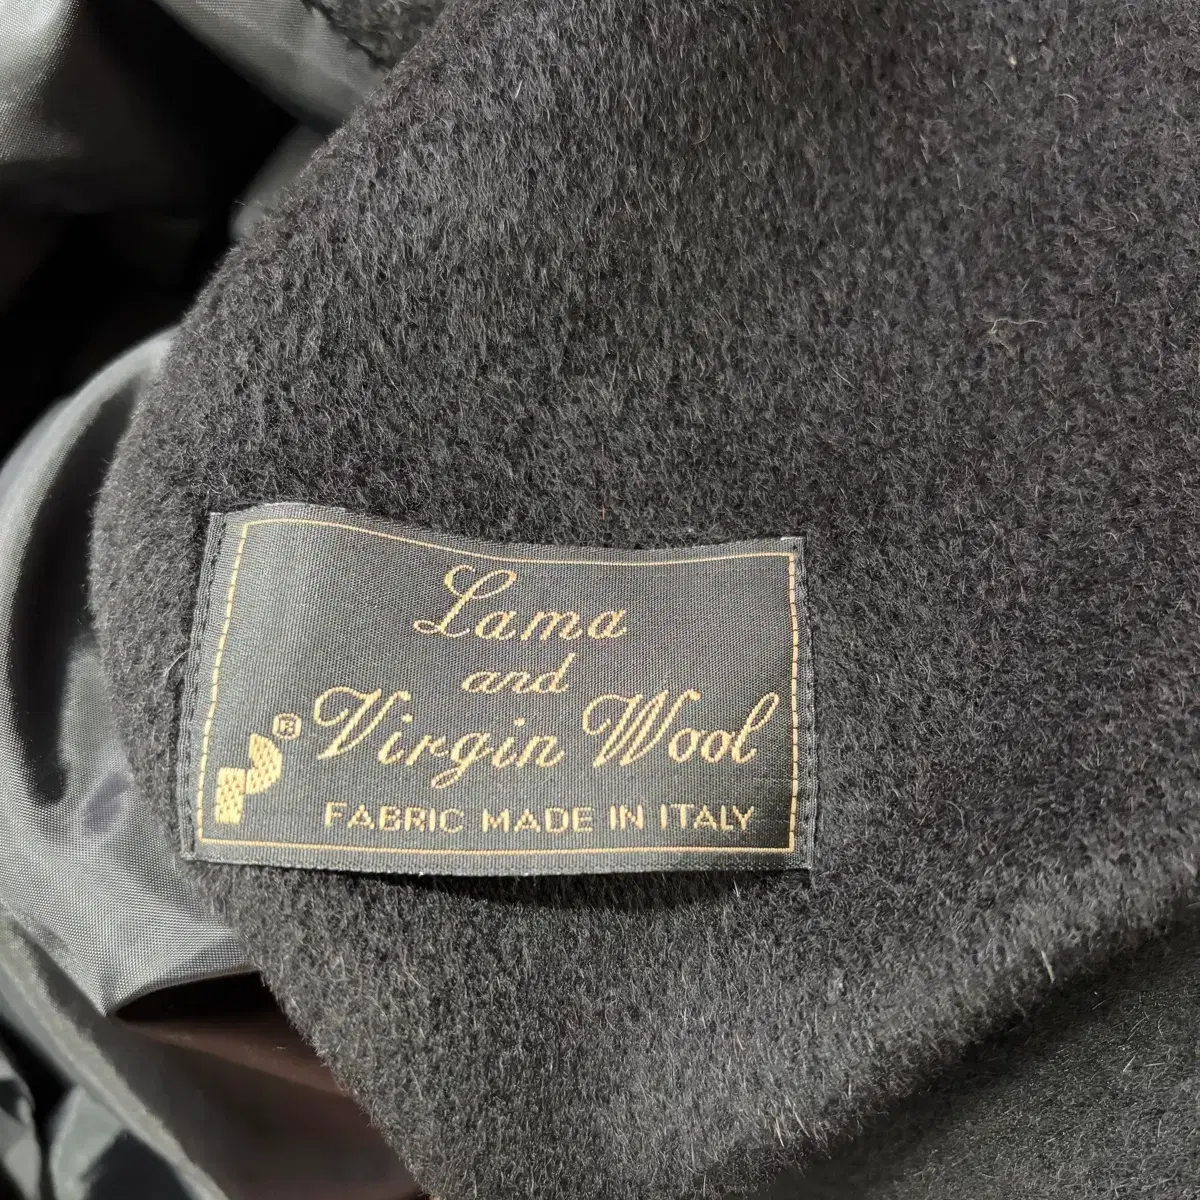 Lama
and
Virgin Wool
®
FABRIC MADE IN ITALY